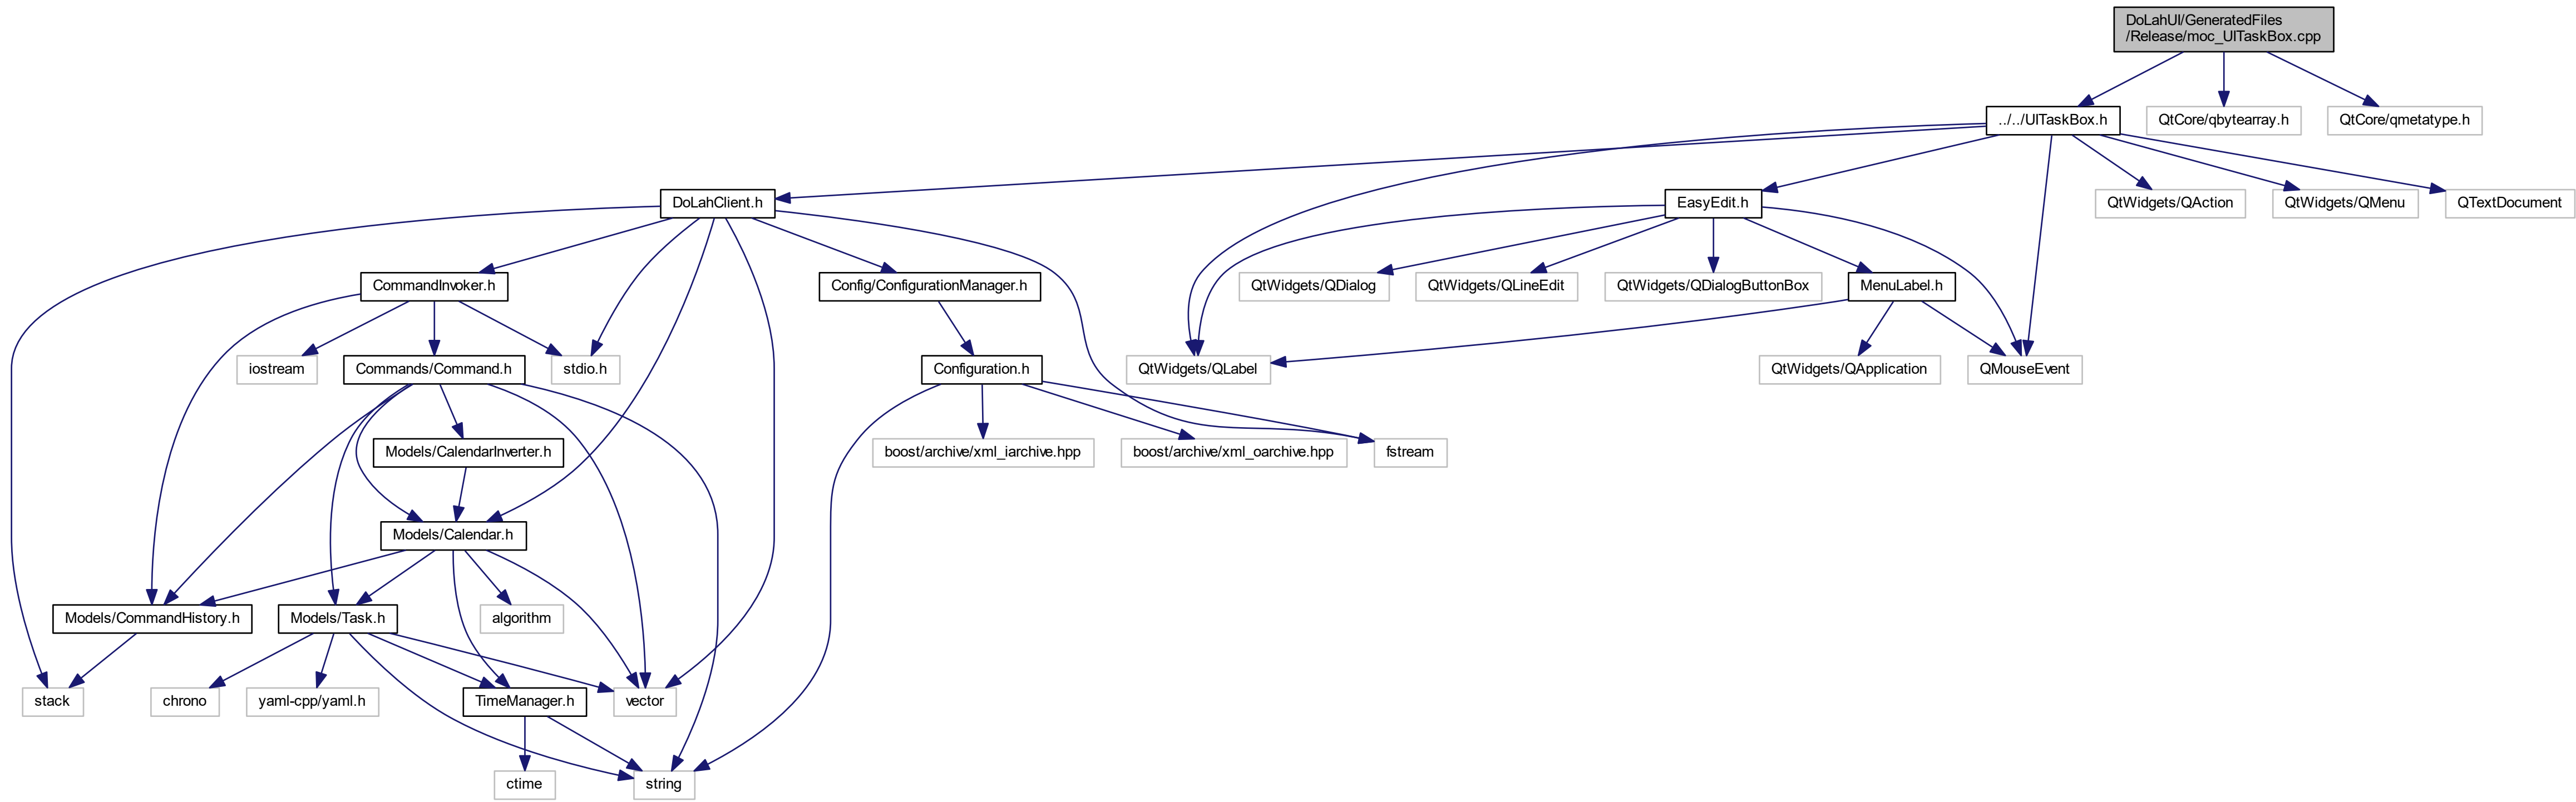 DoLahUI/GeneratedFiles
/Release/moc_UITaskBox.cpp
../../UITaskBox.h
QtCore/qbytearray.h
QtCore/qmetatype.h
DoLahClient.h
EasyEdit.h
QtWidgets/QAction
QtWidgets/QMenu
QTextDocument
CommandInvoker.h
Config/ConfigurationManager.h
QtWidgets/QDialog
QtWidgets/QLineEdit
QtWidgets/QDialogButtonBox
MenuLabel.h
iostream
Commands/Command.h
stdio.h
Configuration.h
QtWidgets/QLabel
QtWidgets/QApplication
QMouseEvent
Models/CalendarInverter.h
boost/archive/xml_iarchive.hpp
boost/archive/xml_oarchive.hpp
fstream
Models/Calendar.h
Models/CommandHistory.h
Models/Task.h
algorithm
stack
chrono
yaml-cpp/yaml.h
TimeManager.h
vector
ctime
string